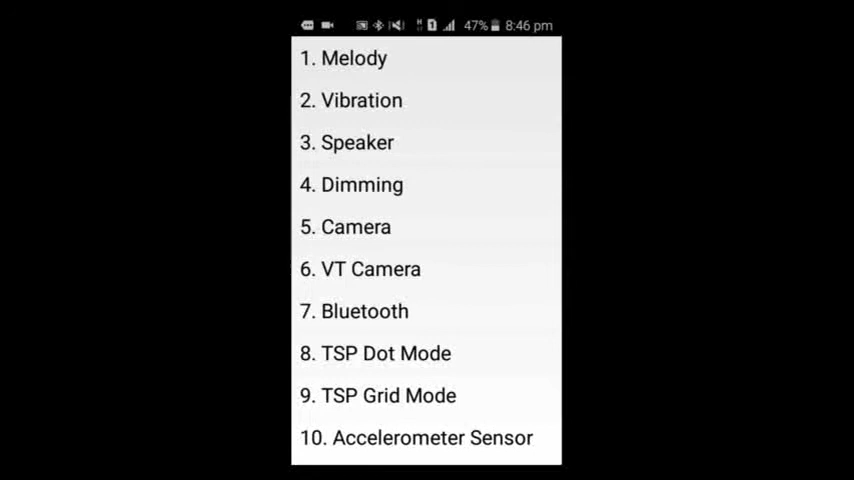 47% 8:46 pm
1. Melody
2. Vibration
3. Speaker
4. Dimming
5. Camera
6. VT Camera
7. Bluetooth
8. TSP Dot Mode
9. TSP Grid Mode
10. Accelerometer Sensor